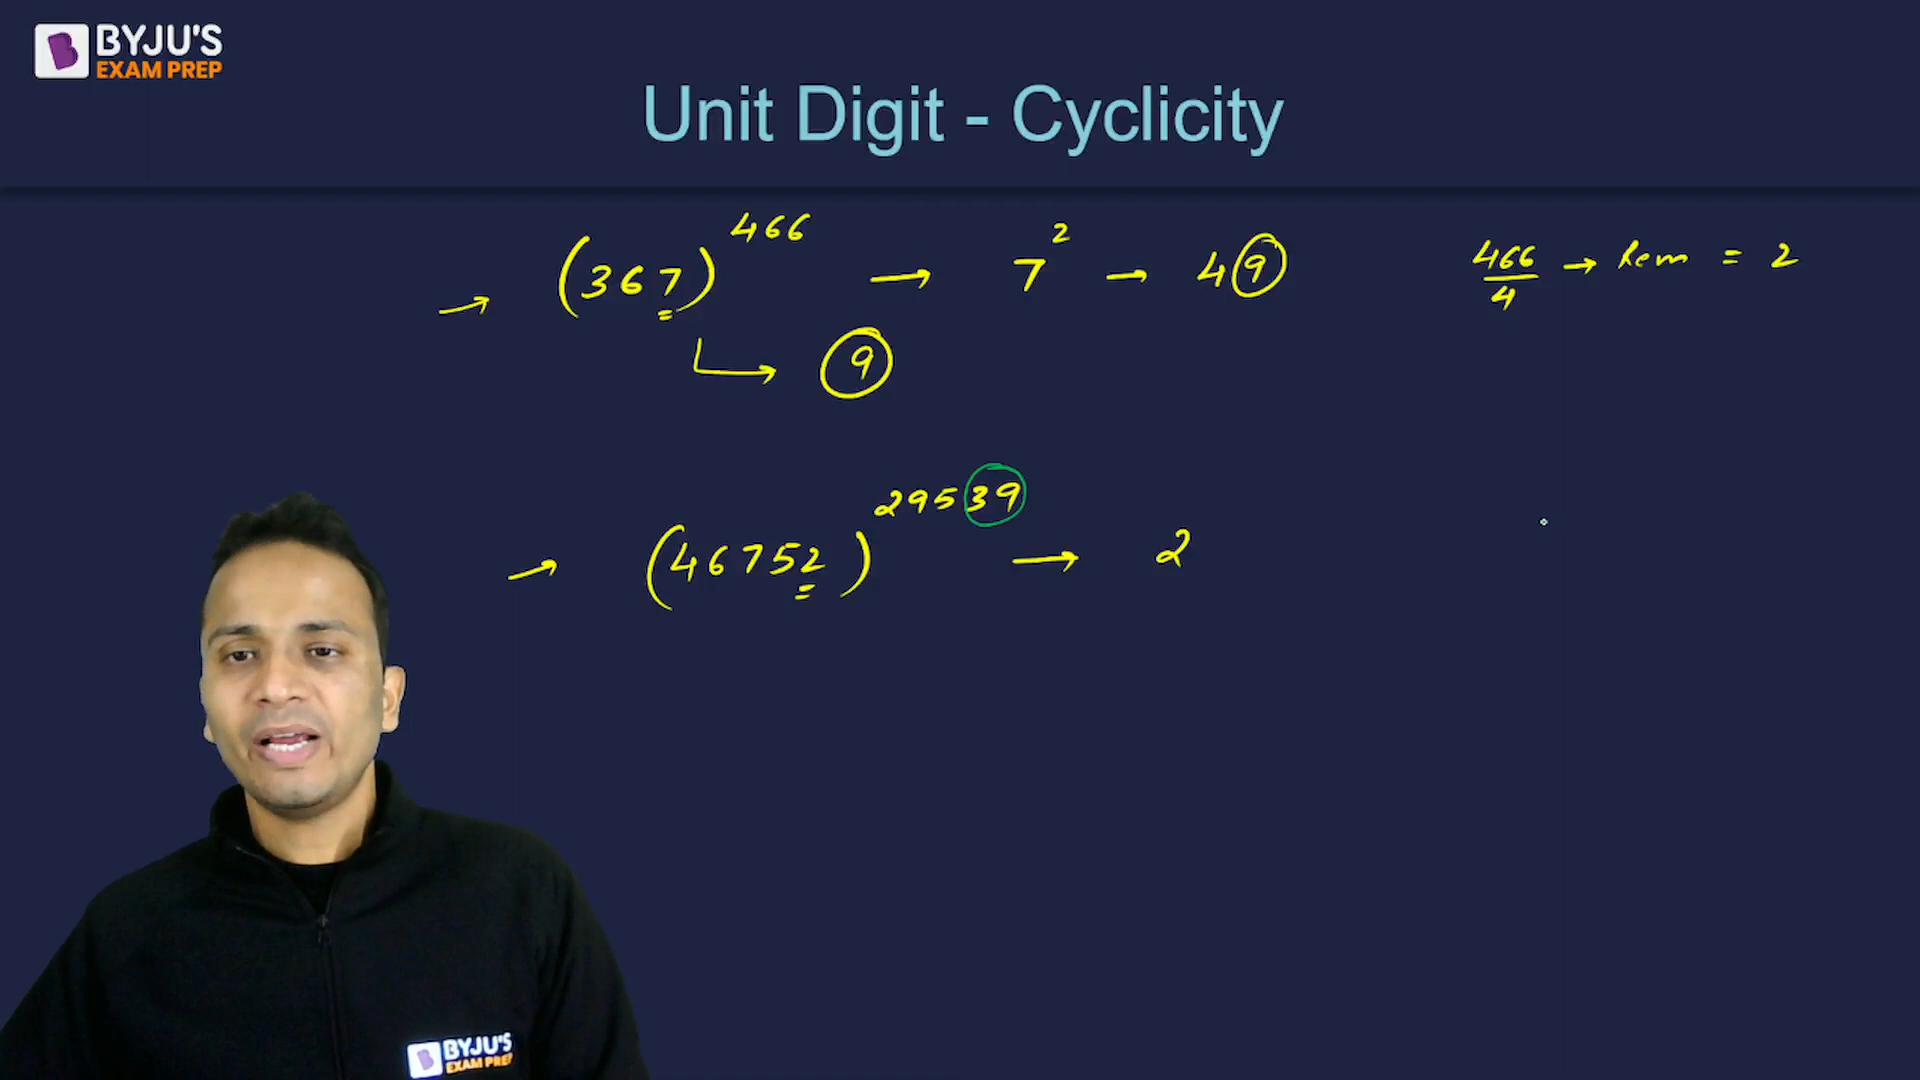 BYJU'S
EXAM PREP
Unit Digit - Cyclicity
→ (367)^466 → 7^2 → 49
466/4 → Rem = 2
→ 9
→ (46752)^29539 → 2
BYJU'S
EXAM PREP